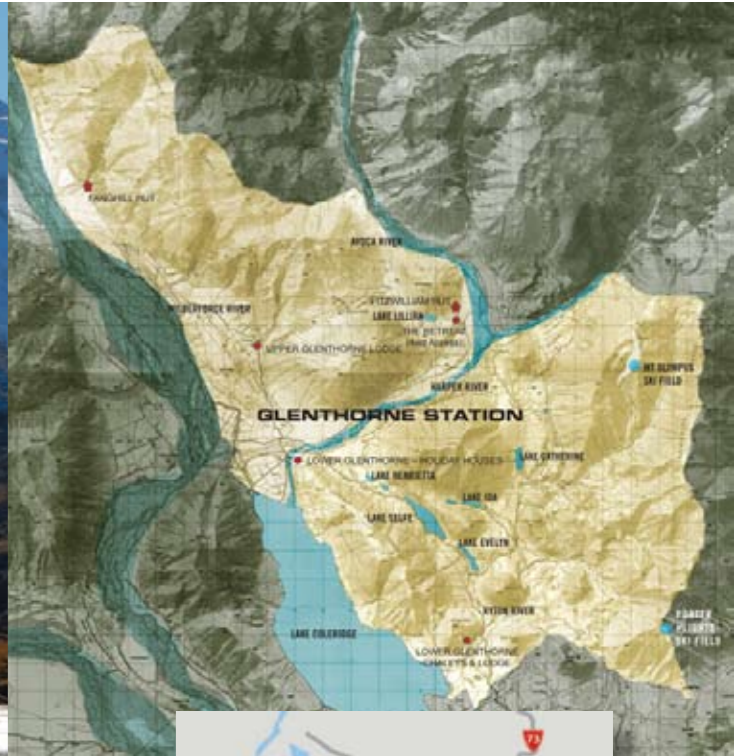 FANGHILL HUT
AVOCA RIVER
WILBERFORCE RIVER
FITZWILLIAM HUT
LAKE LILLIAN
THE RETREAT
UPPER GLENTHORNE LODGE
MT OLYMPUS
SKI FIELD
HARPER RIVER
GLENTHORNE STATION
LOWER GLENTHORNE - HOLIDAY HOUSES
LAKE CATHERINE
LAKE HENRIETTA
LAKE IDA
LAKE SELFE
LAKE EVELYN
RYTON RIVER
PORTER
HEIGHTS
SKI FIELD
LAKE COLERIDGE
LOWER GLENTHORNE
CHALETS & LODGE
73